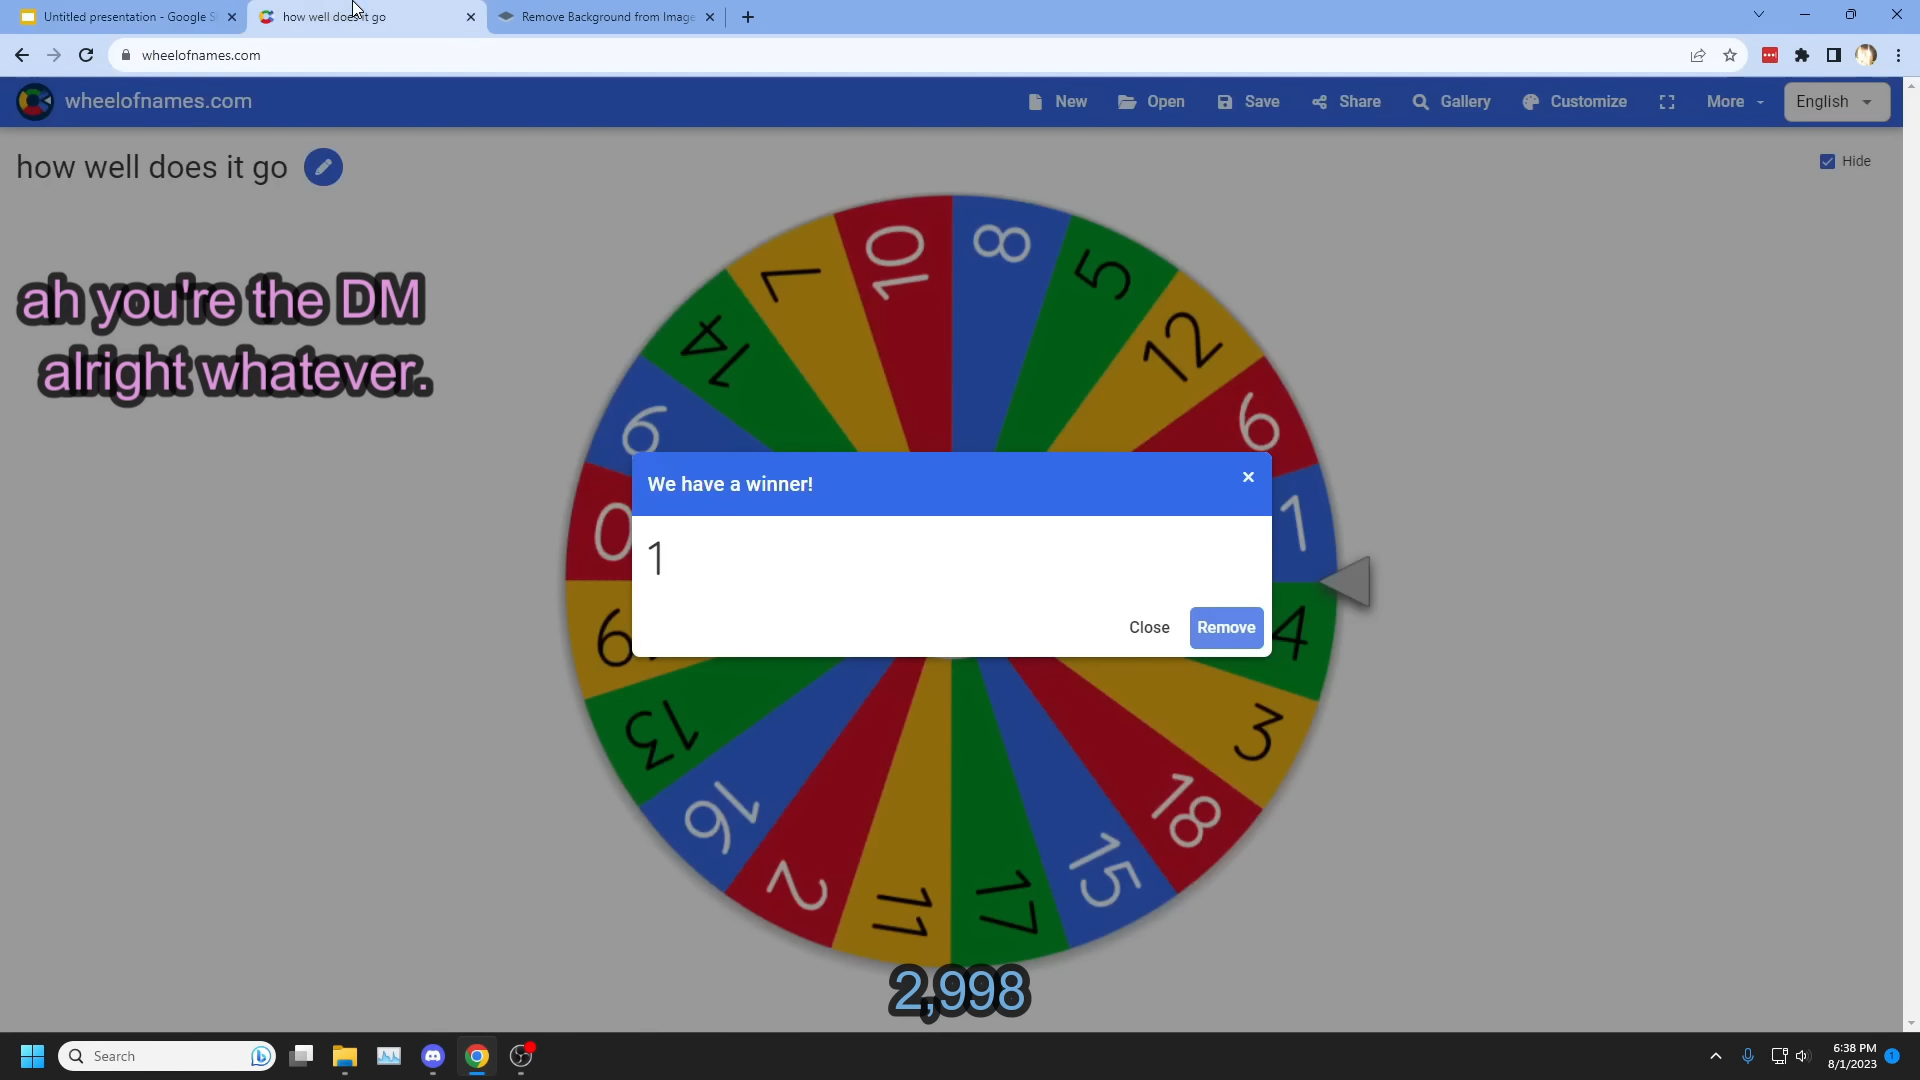 Untitled presentation - Google S
how well does it go
Remove Background from Image
wheelofnames.com
wheelofnames.com
New
Open
Save
Share
Gallery
Customize
More
English
how well does it go
Hide
ah you're the DM
alright whatever.
10
8
5
12
6
1
4
3
18
15
17
11
2
16
13
0
9
14
7
We have a winner!
1
Close
Remove
2,998
Search
6:38 PM
8/1/2023
1